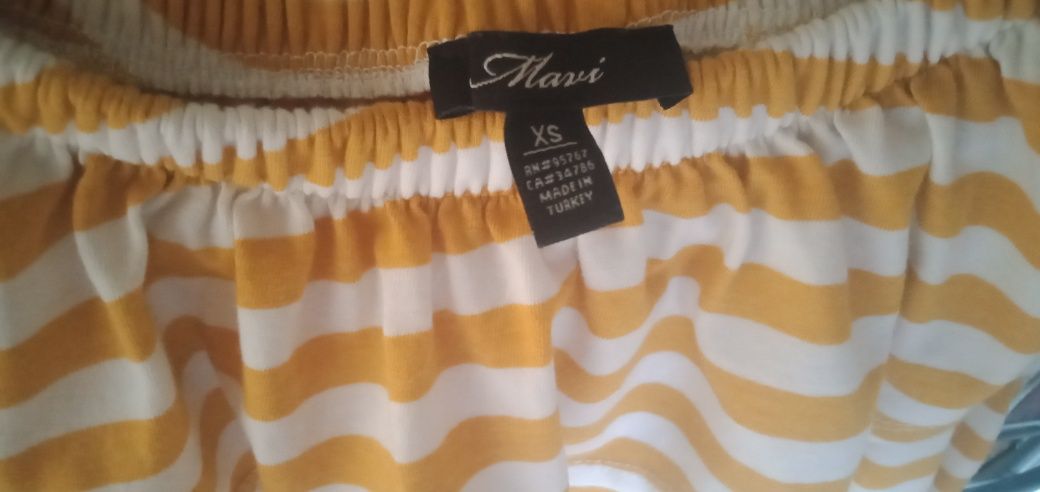 Mavi
XS
RN#95767
CA#34786
MADE IN
TURKEY